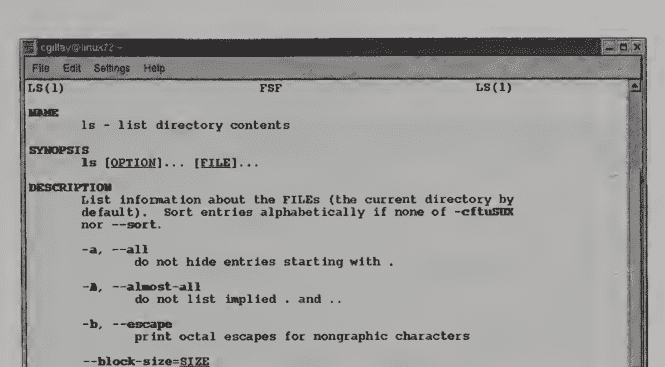 cgillay@linux72 ~
File Edit Settings Help
LS(1) FSF LS(1)
NAME
ls - list directory contents
SYNOPSIS
ls [OPTION]... [FILE]...
DESCRIPTION
List information about the FILEs (the current directory by
default). Sort entries alphabetically if none of -cftuSUX
nor --sort.
-a, --all
do not hide entries starting with .
-A, --almost-all
do not list implied . and ..
-b, --escape
print octal escapes for nongraphic characters
--block-size=SIZE